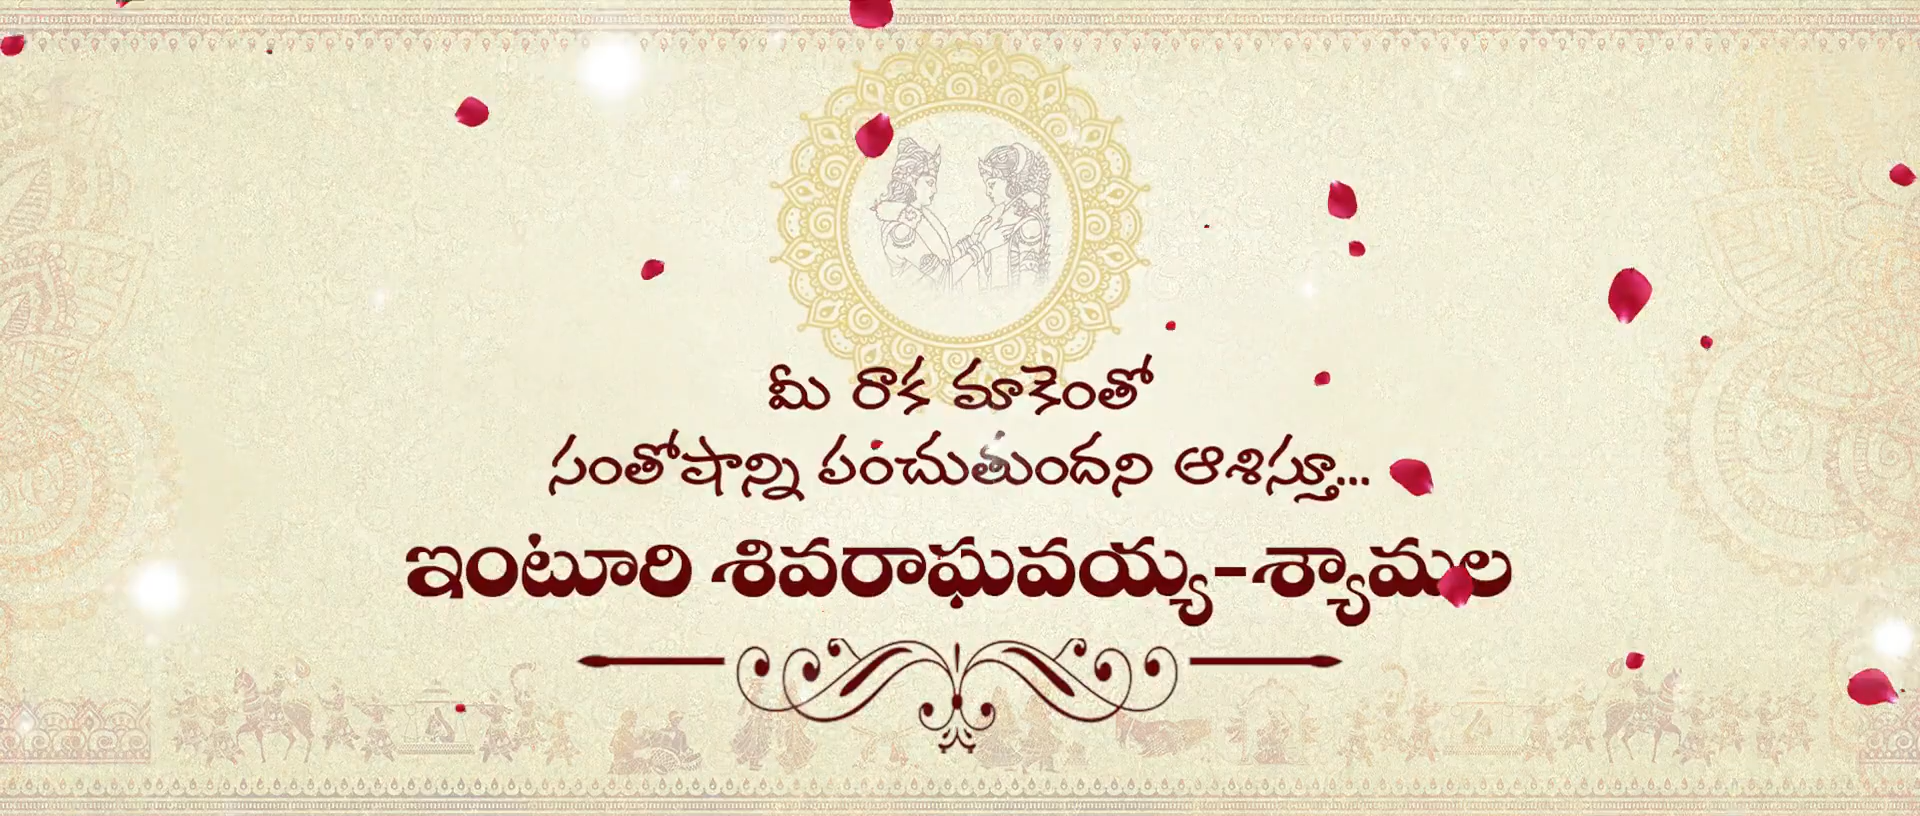 మీ రాక మాకెంతో
సంతోషాన్ని పంచుతుందని ఆశిస్తూ...
ఇంటూరి శివరాఘవయ్య-శ్యామల